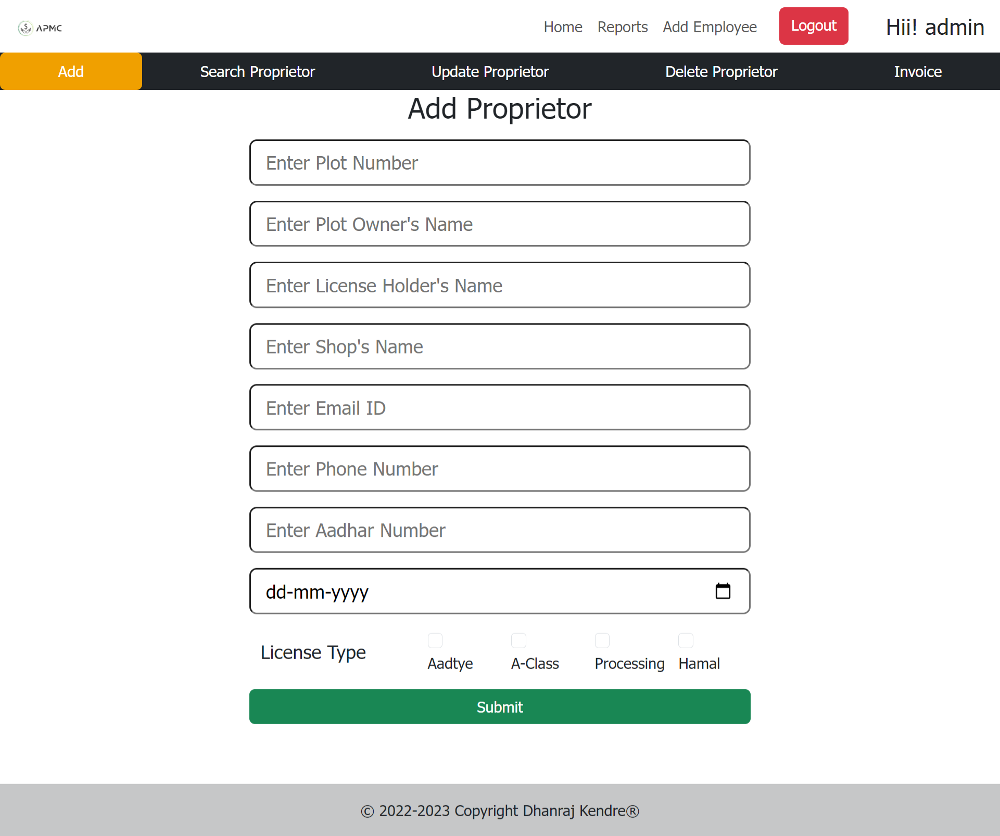 APMC
Home Reports Add Employee Logout Hii! admin
Add Search Proprietor Update Proprietor Delete Proprietor Invoice
Add Proprietor
Enter Plot Number
Enter Plot Owner's Name
Enter License Holder's Name
Enter Shop's Name
Enter Email ID
Enter Phone Number
Enter Aadhar Number
dd-mm-yyyy
License Type
Aadtye A-Class Processing Hamal
Submit
© 2022-2023 Copyright Dhanraj Kendre®